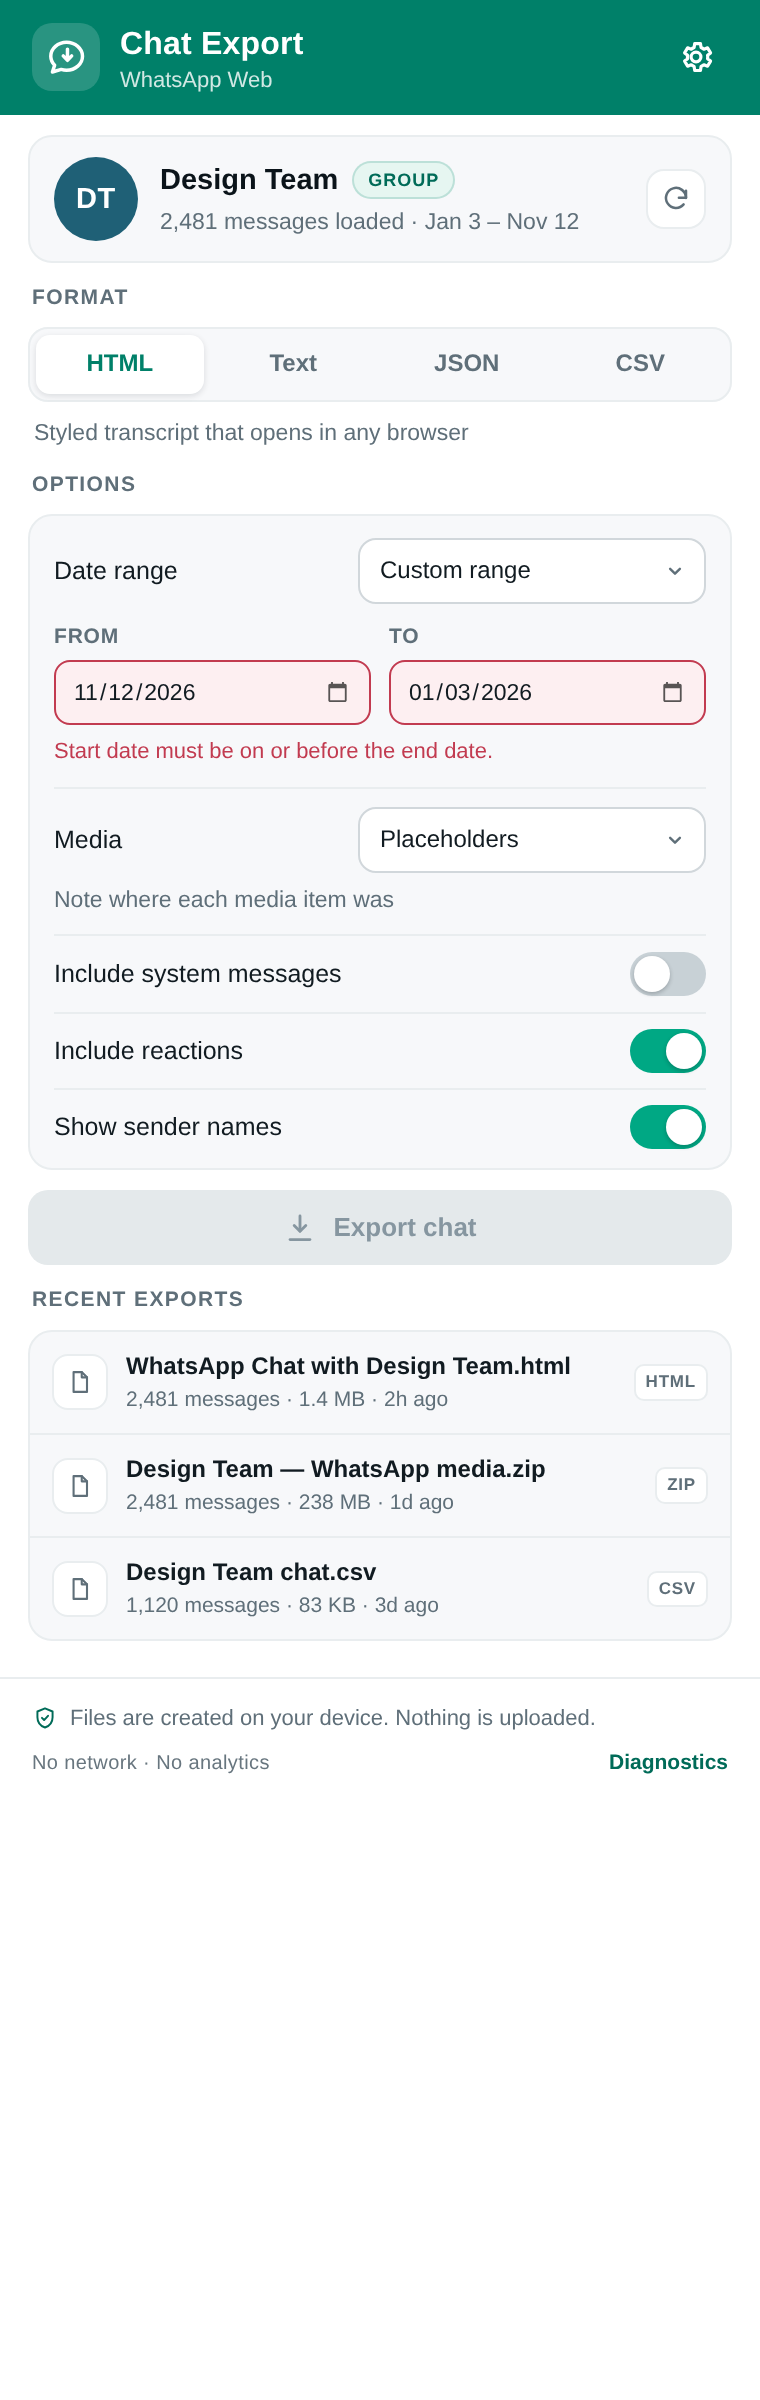 Chat Export
WhatsApp Web
DT
Design Team GROUP
2,481 messages loaded · Jan 3 – Nov 12
FORMAT
HTML Text JSON CSV
Styled transcript that opens in any browser
OPTIONS
Date range Custom range
FROM TO
11/12/2026 01/03/2026
Start date must be on or before the end date.
Media Placeholders
Note where each media item was
Include system messages
Include reactions
Show sender names
Export chat
RECENT EXPORTS
WhatsApp Chat with Design Team.html
2,481 messages · 1.4 MB · 2h ago
HTML
Design Team — WhatsApp media.zip
2,481 messages · 238 MB · 1d ago
ZIP
Design Team chat.csv
1,120 messages · 83 KB · 3d ago
CSV
Files are created on your device. Nothing is uploaded.
No network · No analytics Diagnostics